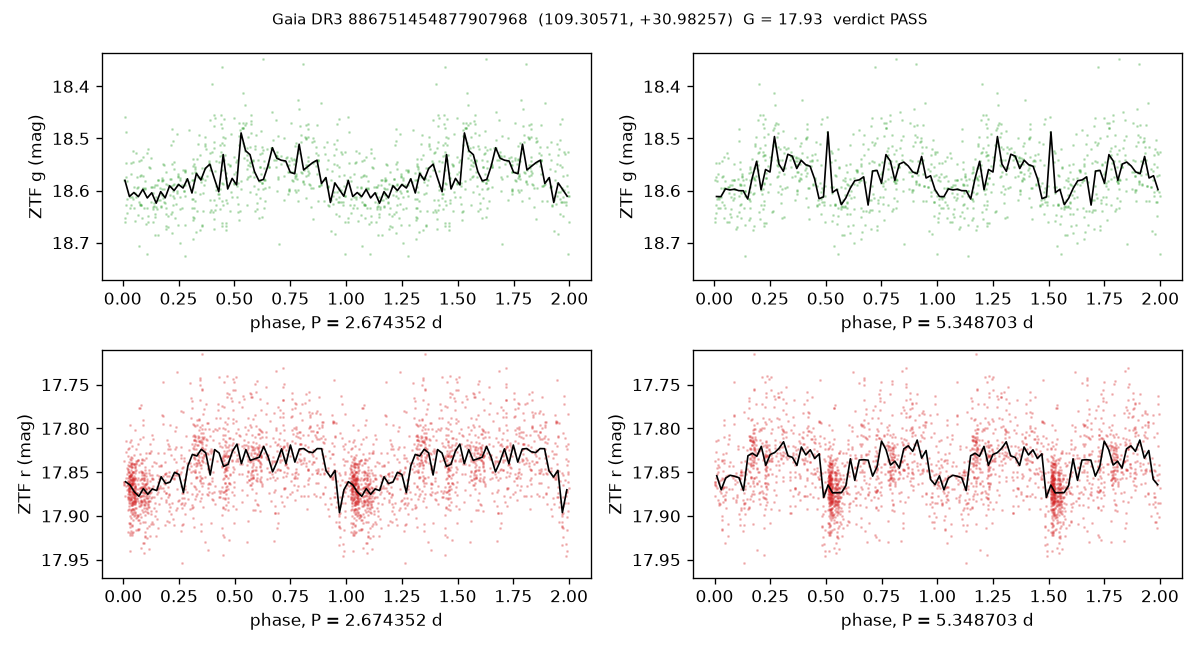 Gaia DR3 886751454877907968 (109.30571, +30.98257) G = 17.93 verdict PASS
ZTF g (mag)
18.4
18.5
18.6
18.7
0.00 0.25 0.50 0.75 1.00 1.25 1.50 1.75 2.00
phase, P = 2.674352 d
ZTF g (mag)
18.4
18.5
18.6
18.7
0.00 0.25 0.50 0.75 1.00 1.25 1.50 1.75 2.00
phase, P = 5.348703 d
ZTF r (mag)
17.75
17.80
17.85
17.90
17.95
0.00 0.25 0.50 0.75 1.00 1.25 1.50 1.75 2.00
phase, P = 2.674352 d
ZTF r (mag)
17.75
17.80
17.85
17.90
17.95
0.00 0.25 0.50 0.75 1.00 1.25 1.50 1.75 2.00
phase, P = 5.348703 d